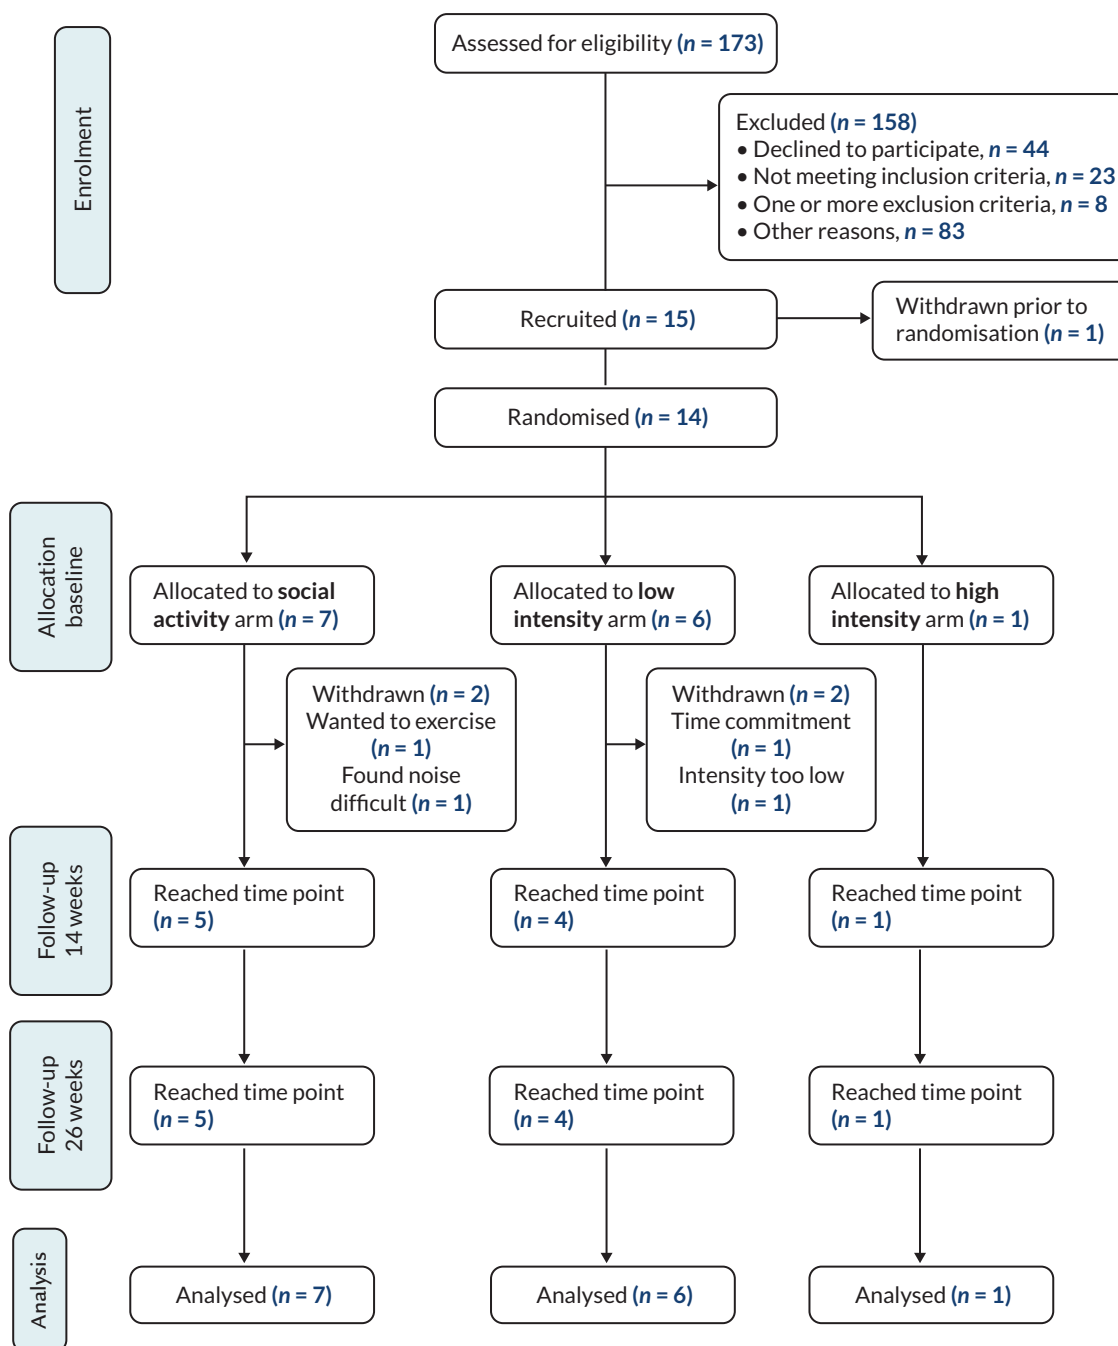 Enrolment
Assessed for eligibility (n = 173)
Excluded (n = 158)
• Declined to participate, n = 44
• Not meeting inclusion criteria, n = 23
• One or more exclusion criteria, n = 8
• Other reasons, n = 83
Recruited (n = 15)
Withdrawn prior to
randomisation (n = 1)
Randomised (n = 14)
Allocation
baseline
Allocated to social
activity arm (n = 7)
Allocated to low
intensity arm (n = 6)
Allocated to high
intensity arm (n = 1)
Withdrawn (n = 2)
Wanted to exercise
(n = 1)
Found noise
difficult (n = 1)
Withdrawn (n = 2)
Time commitment
(n = 1)
Intensity too low
(n = 1)
Follow-up
14 weeks
Reached time point
(n = 5)
Reached time point
(n = 4)
Reached time point
(n = 1)
Follow-up
26 weeks
Reached time point
(n = 5)
Reached time point
(n = 4)
Reached time point
(n = 1)
Analysis
Analysed (n = 7)
Analysed (n = 6)
Analysed (n = 1)